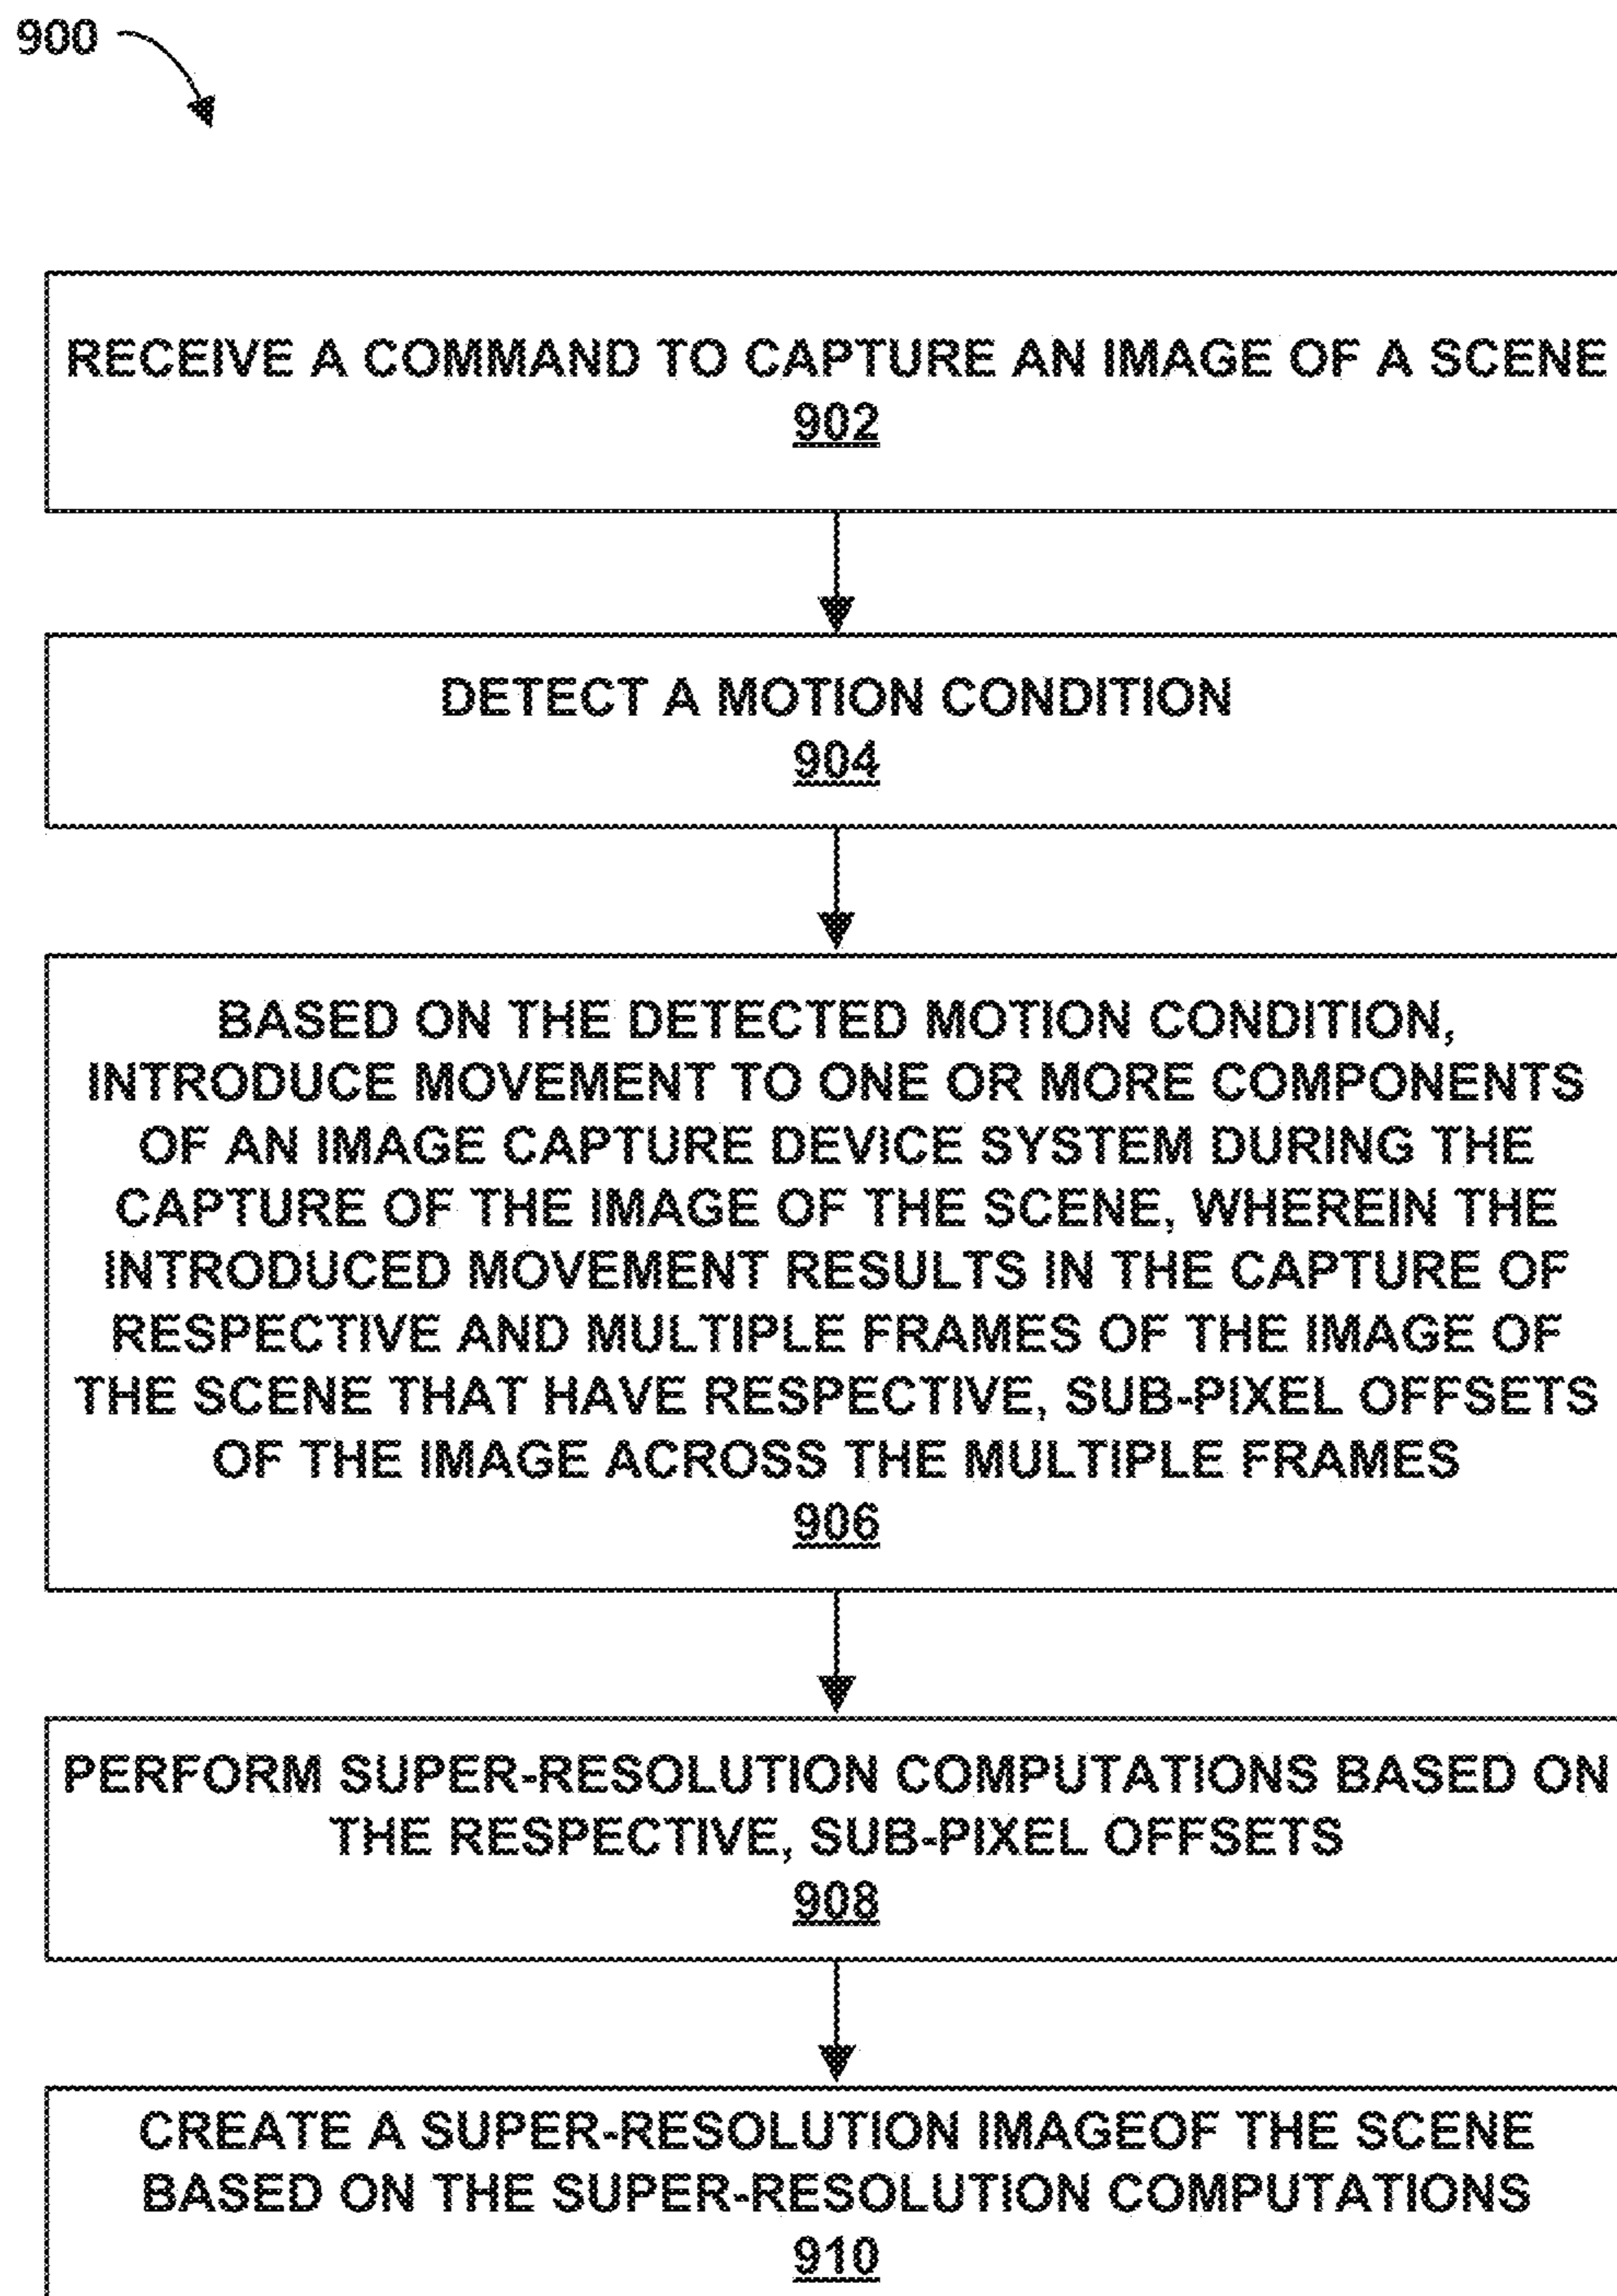 900
RECEIVE A COMMAND TO CAPTURE AN IMAGE OF A SCENE
902
DETECT A MOTION CONDITION
904
BASED ON THE DETECTED MOTION CONDITION,
INTRODUCE MOVEMENT TO ONE OR MORE COMPONENTS
OF AN IMAGE CAPTURE DEVICE SYSTEM DURING THE
CAPTURE OF THE IMAGE OF THE SCENE, WHEREIN THE
INTRODUCED MOVEMENT RESULTS IN THE CAPTURE OF
RESPECTIVE AND MULTIPLE FRAMES OF THE IMAGE OF
THE SCENE THAT HAVE RESPECTIVE, SUB-PIXEL OFFSETS
OF THE IMAGE ACROSS THE MULTIPLE FRAMES
906
PERFORM SUPER-RESOLUTION COMPUTATIONS BASED ON
THE RESPECTIVE, SUB-PIXEL OFFSETS
908
CREATE A SUPER-RESOLUTION IMAGEOF THE SCENE
BASED ON THE SUPER-RESOLUTION COMPUTATIONS
910